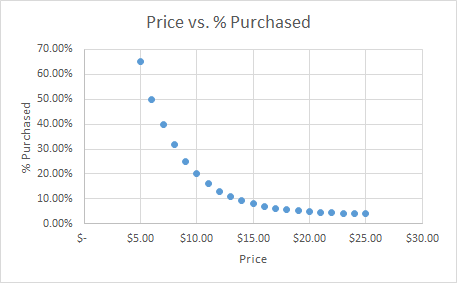 Price vs. % Purchased
70.00%
60.00%
50.00%
40.00%
30.00%
20.00%
10.00%
0.00%
% Purchased
$- $5.00 $10.00 $15.00 $20.00 $25.00 $30.00
Price